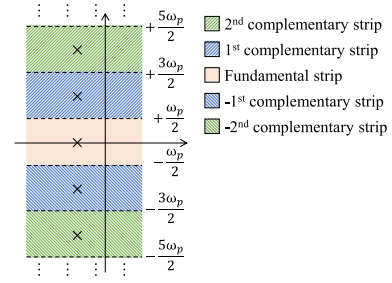 + 5ωₚ/2
+ 3ωₚ/2
+ ωₚ/2
− ωₚ/2
− 3ωₚ/2
− 5ωₚ/2
2nd complementary strip
1st complementary strip
Fundamental strip
-1st complementary strip
-2nd complementary strip